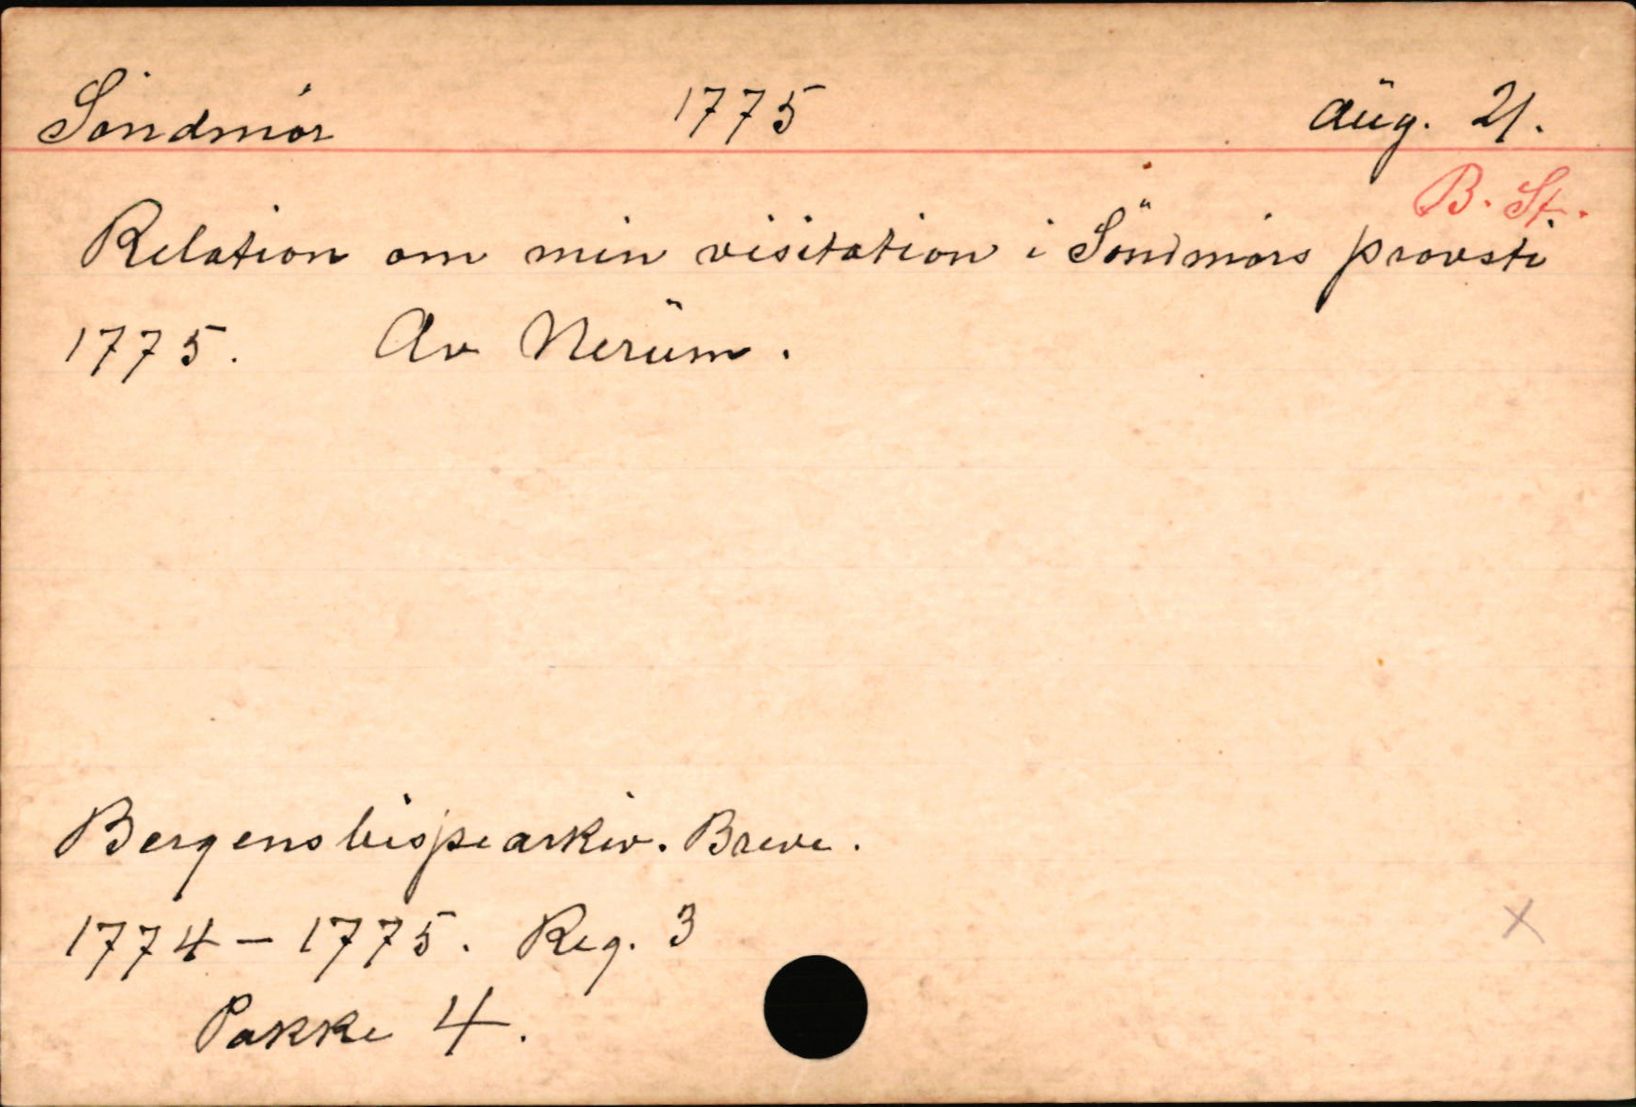 Söndmör 1775 Aug. 21.
B. St.
Relation om min visitation i Söndmörs provsti
1775. Av Nerüm.
Bergens bispearkiv. Breve.
1774 - 1775. Reg. 3
Pakke 4.
X